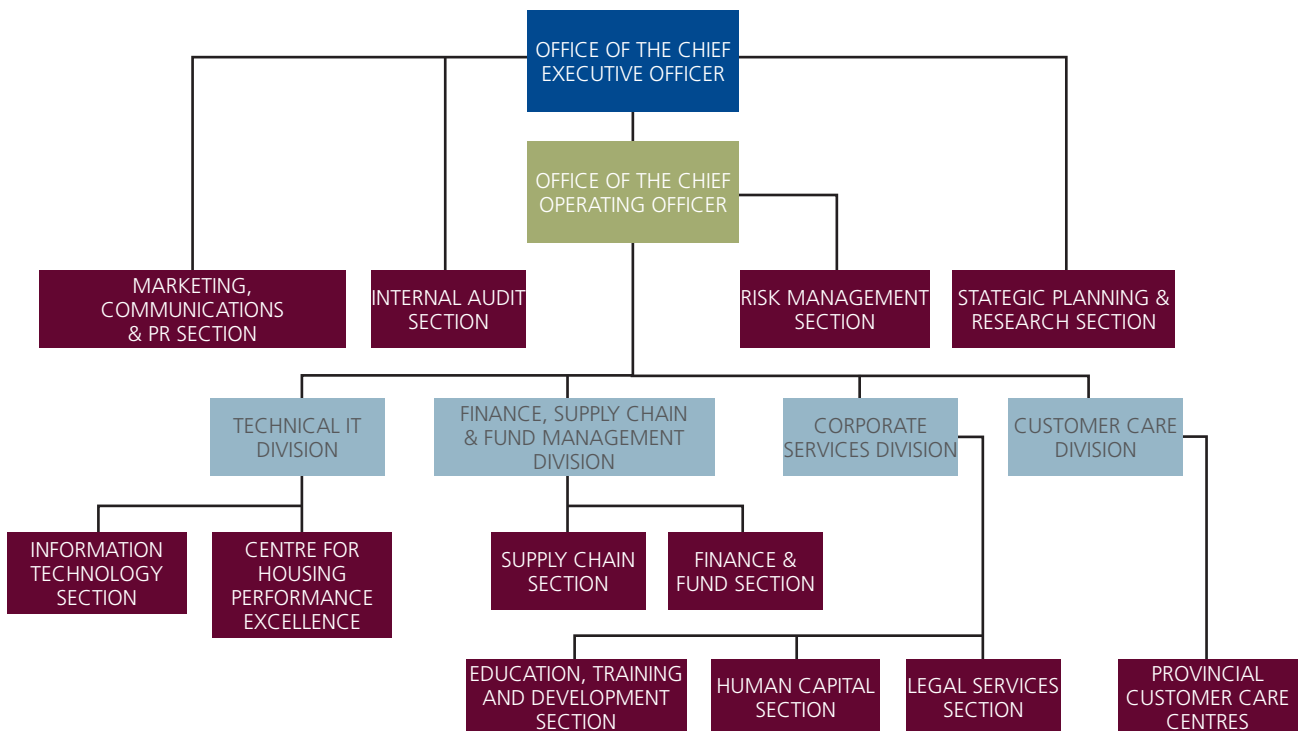 OFFICE OF THE CHIEF
EXECUTIVE OFFICER
OFFICE OF THE CHIEF
OPERATING OFFICER
MARKETING,
COMMUNICATIONS
& PR SECTION
INTERNAL AUDIT
SECTION
RISK MANAGEMENT
SECTION
STATEGIC PLANNING &
RESEARCH SECTION
TECHNICAL IT
DIVISION
FINANCE, SUPPLY CHAIN
& FUND MANAGEMENT
DIVISION
CORPORATE
SERVICES DIVISION
CUSTOMER CARE
DIVISION
INFORMATION
TECHNOLOGY
SECTION
CENTRE FOR
HOUSING
PERFORMANCE
EXCELLENCE
SUPPLY CHAIN
SECTION
FINANCE &
FUND SECTION
EDUCATION, TRAINING
AND DEVELOPMENT
SECTION
HUMAN CAPITAL
SECTION
LEGAL SERVICES
SECTION
PROVINCIAL
CUSTOMER CARE
CENTRES